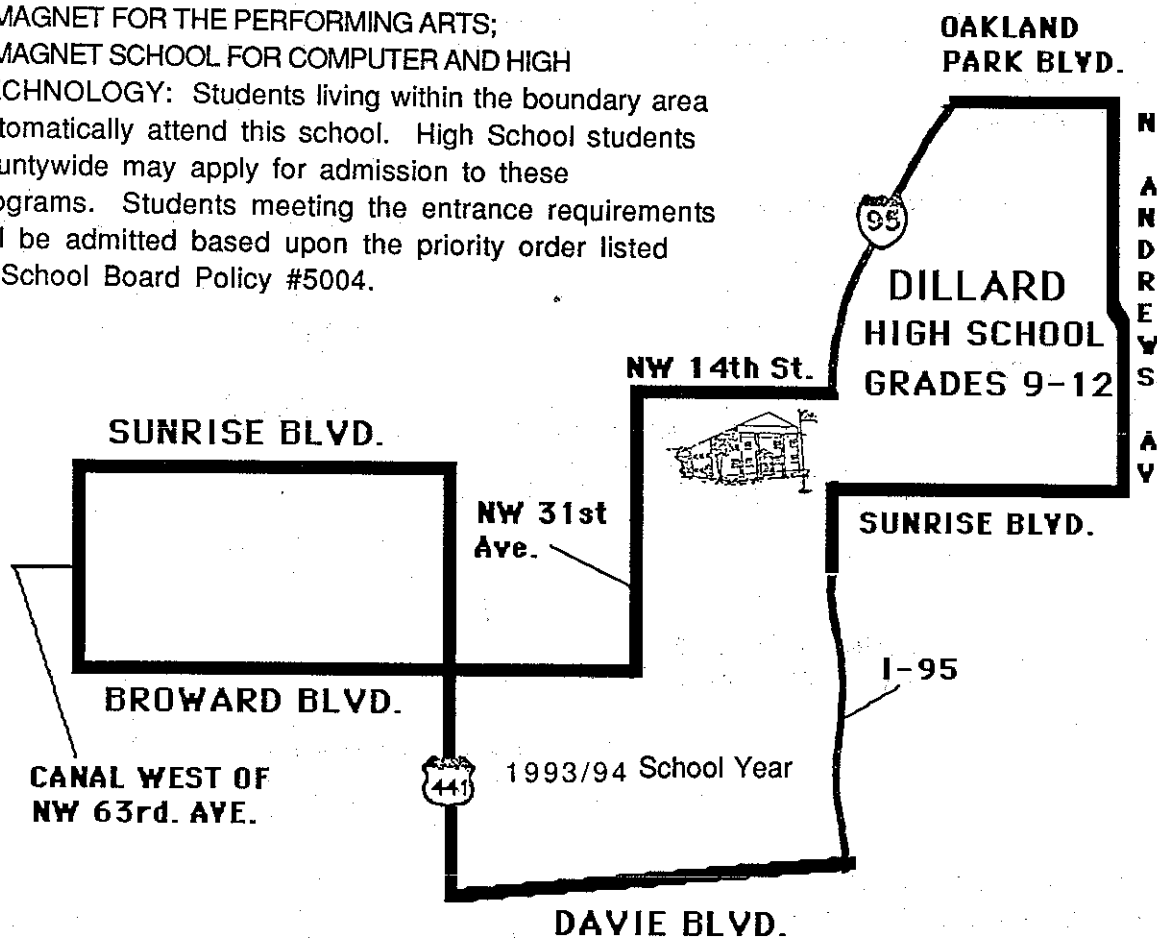 MAGNET FOR THE PERFORMING ARTS;
MAGNET SCHOOL FOR COMPUTER AND HIGH
ECHNOLOGY: Students living within the boundary area
tomatically attend this school. High School students
untywide may apply for admission to these
ograms. Students meeting the entrance requirements
l be admitted based upon the priority order listed
School Board Policy #5004.
OAKLAND
PARK BLVD.
95
N ANDREWS AV
DILLARD
HIGH SCHOOL
GRADES 9-12
NW 14th St.
SUNRISE BLVD.
NW 31st
Ave.
SUNRISE BLVD.
I-95
BROWARD BLVD.
CANAL WEST OF
NW 63rd. AVE.
441
1993/94 School Year
DAVIE BLVD.